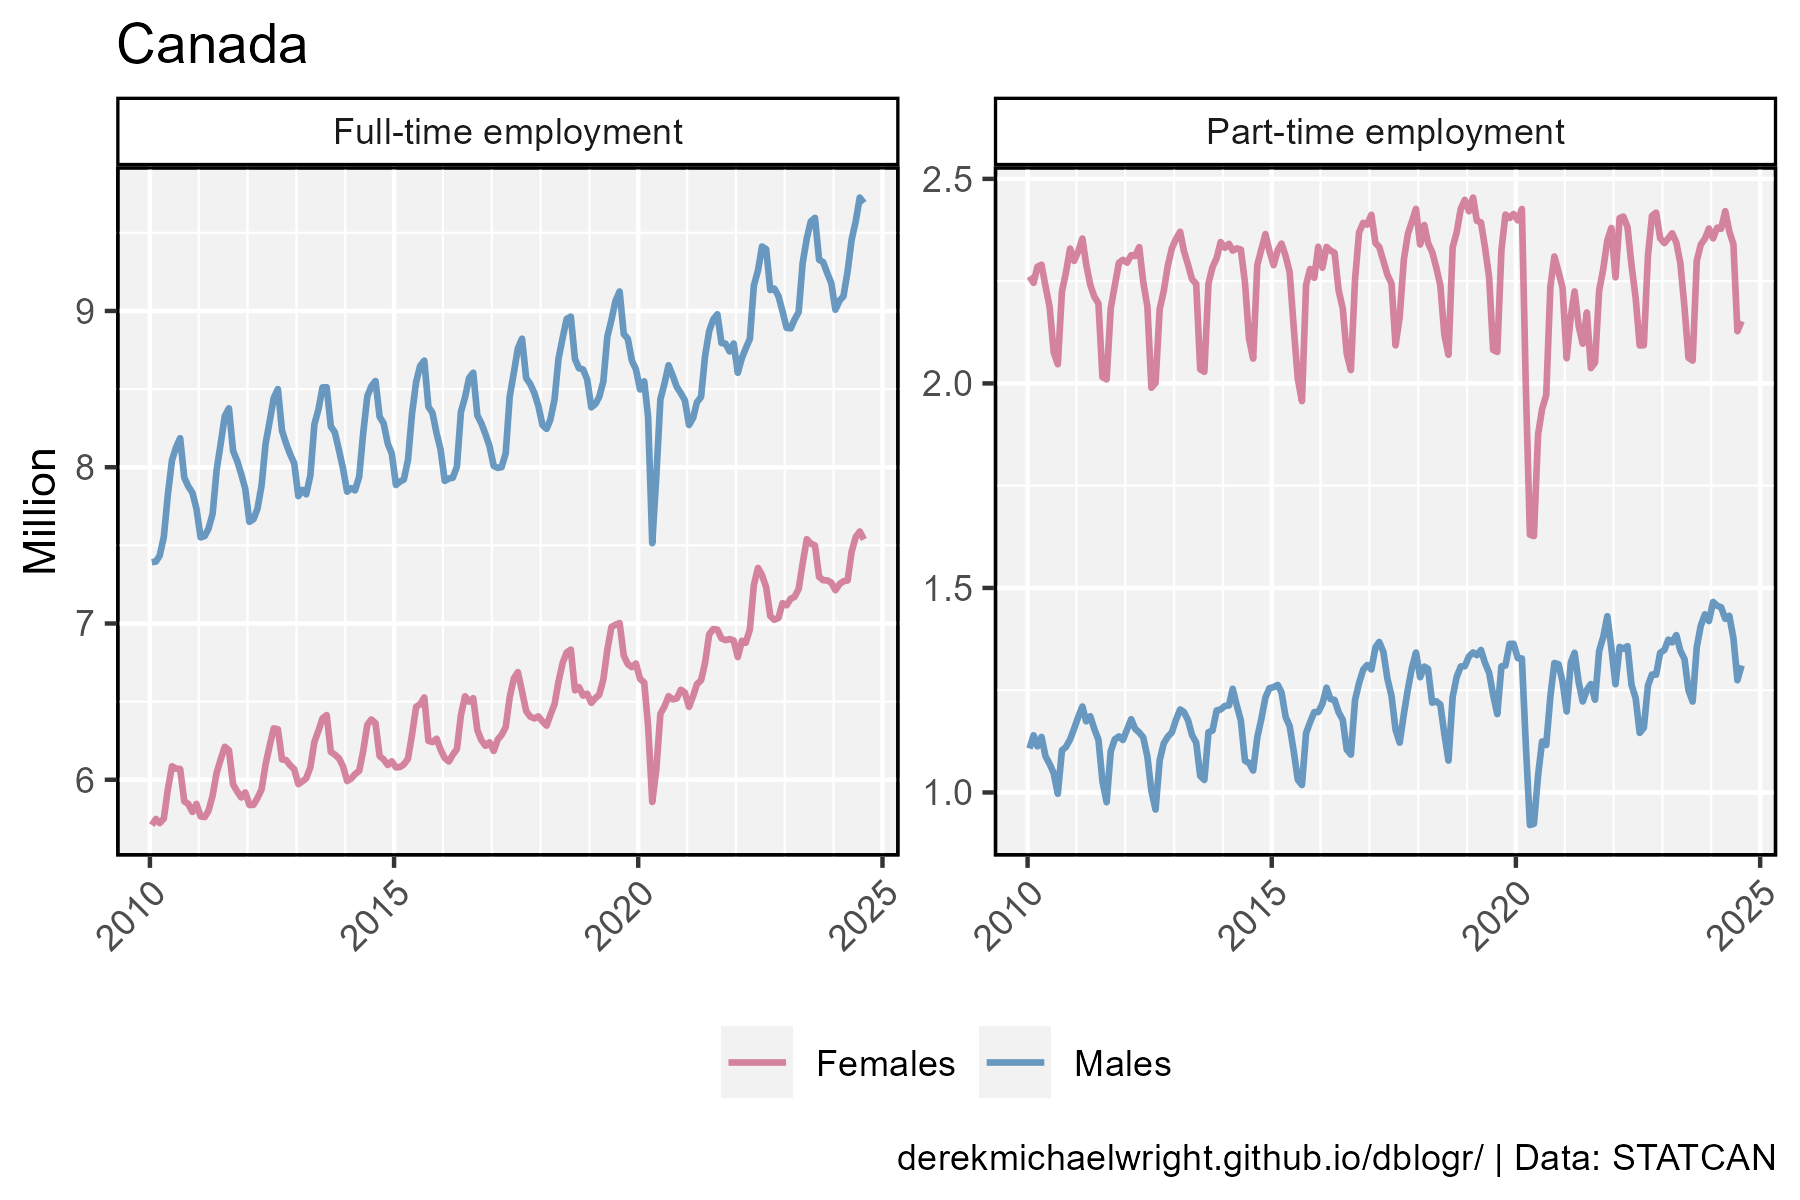 Canada
Full-time employment
Part-time employment
Million
9
8
7
6
2.5
2.0
1.5
1.0
2010
2015
2020
2025
2010
2015
2020
2025
Females
Males
derekmichaelwright.github.io/dblogr/ | Data: STATCAN